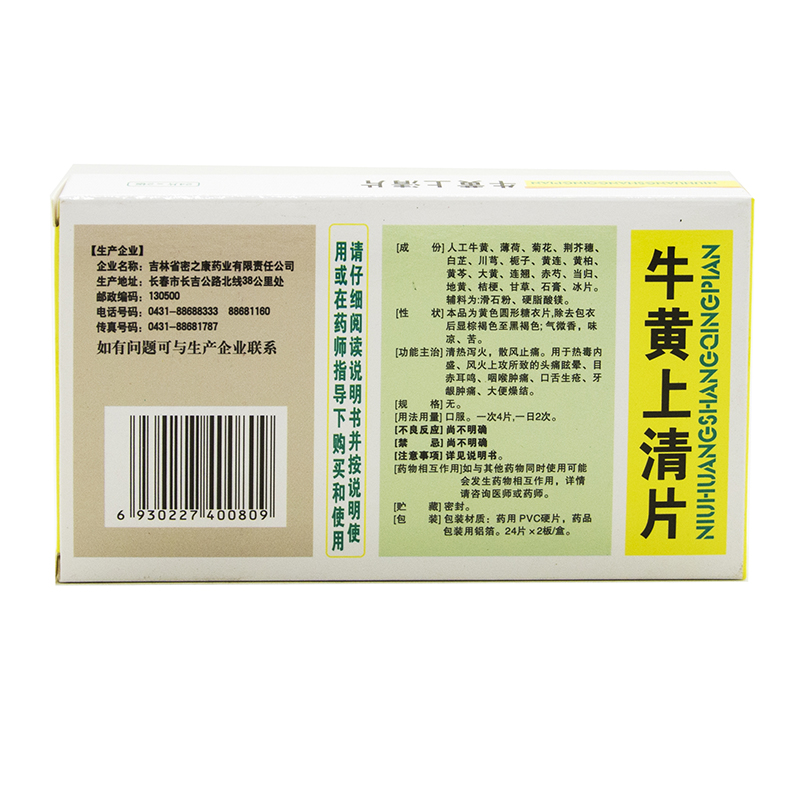 牛黄上清片
【生产企业】
企业名称：吉林省密之康药业有限责任公司
生产地址：长春市长吉公路北线38公里处
邮政编码：130500
电话号码：0431-88688333 88681160
传真号码：0431-88681787
如有问题可与生产企业联系
6 930227 400809
请仔细阅读说明书并按说明使
用或在药师指导下购买和使用
[成 份]人工牛黄、薄荷、菊花、荆芥穗、
白芷、川芎、栀子、黄连、黄柏、
黄芩、大黄、连翘、赤芍、当归、
地黄、桔梗、甘草、石膏、冰片。
辅料为：滑石粉、硬脂酸镁。
[性 状]本品为黄色圆形糖衣片，除去包衣
后显棕褐色至黑褐色；气微香，味
凉、苦。
[功能主治]清热泻火，散风止痛。用于热毒内
盛、风火上攻所致的头痛眩晕、目
赤耳鸣、咽喉肿痛、口舌生疮、牙
龈肿痛、大便燥结。
[规 格]无。
[用法用量]口服。一次4片，一日2次。
[不良反应]尚不明确
[禁 忌]尚不明确
[注意事项]详见说明书。
[药物相互作用]如与其他药物同时使用可能
会发生药物相互作用，详情
请咨询医师或药师。
[贮 藏]密封。
[包 装]包装材质：药用PVC硬片，药品
包装用铝箔。24片×2板/盒。
牛黄上清片
NIUHUANGSHANGQINGPIAN